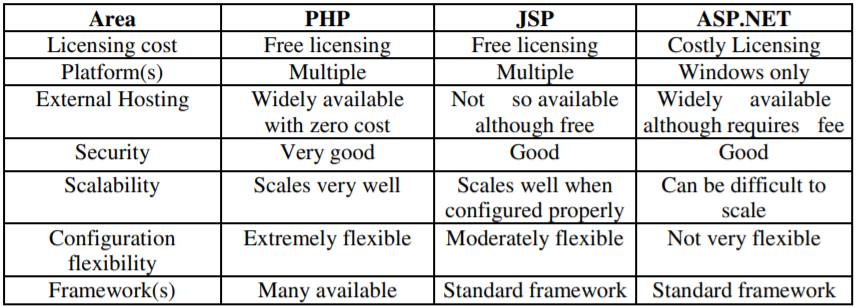 Area PHP JSP ASP.NET
Licensing cost Free licensing Free licensing Costly Licensing
Platform(s) Multiple Multiple Windows only
External Hosting Widely available Not so available Widely available
with zero cost although free although requires fee
Security Very good Good Good
Scalability Scales very well Scales well when Can be difficult to
configured properly scale
Configuration Extremely flexible Moderately flexible Not very flexible
flexibility
Framework(s) Many available Standard framework Standard framework